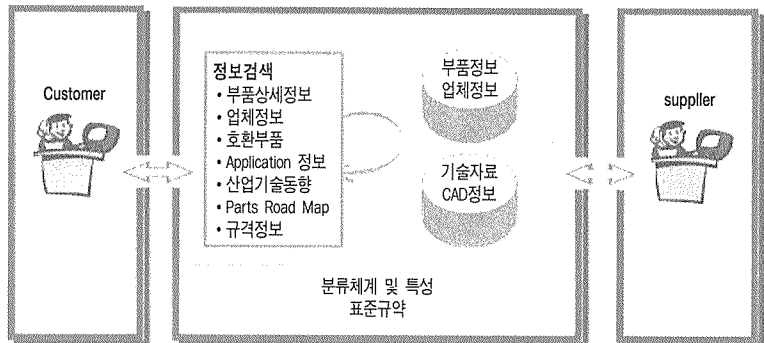 Customer
정보검색
• 부품상세정보
• 업체정보
• 호환부품
• Application 정보
• 산업기술동향
• Parts Road Map
• 규격정보
부품정보
업체정보
기술자료
CAD정보
분류체계 및 특성
표준규약
supplier